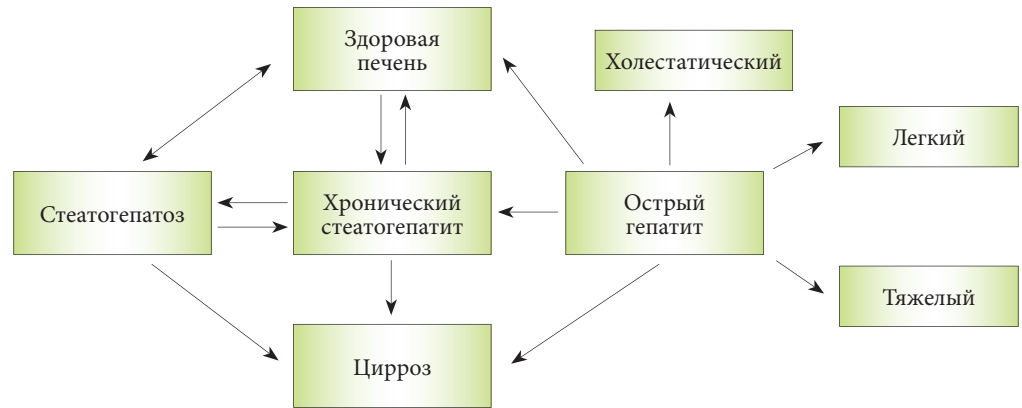 Здоровая
печень
Холестатический
Легкий
Стеатогепатоз
Хронический
стеатогепатит
Острый
гепатит
Тяжелый
Цирроз